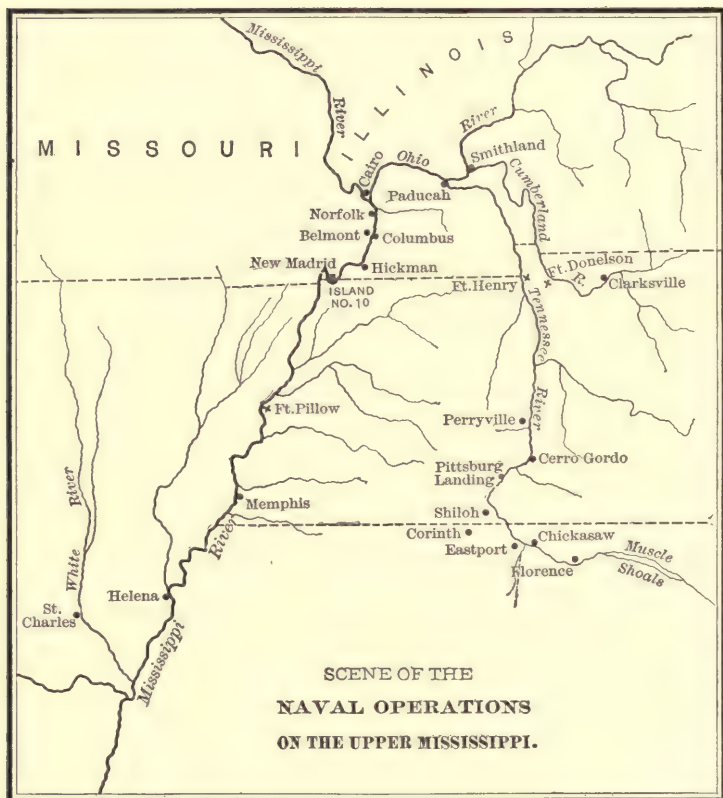 Mississippi
River
ILLINOIS
MISSOURI
Cairo
Ohio
River
Smithland
Paducah
Cumberland
R.
Norfolk
Belmont
Columbus
New Madrid
Hickman
ISLAND
NO. 10
Ft. Henry
Ft. Donelson
Clarksville
Tennessee
River
Ft. Pillow
Perryville
Cerro Gordo
Pittsburg
Landing
Memphis
Shiloh
Corinth
Eastport
Chickasaw
Florence
Muscle
Shoals
White River
St.
Charles
Helena
Mississippi River
SCENE OF THE
NAVAL OPERATIONS
ON THE UPPER MISSISSIPPI.